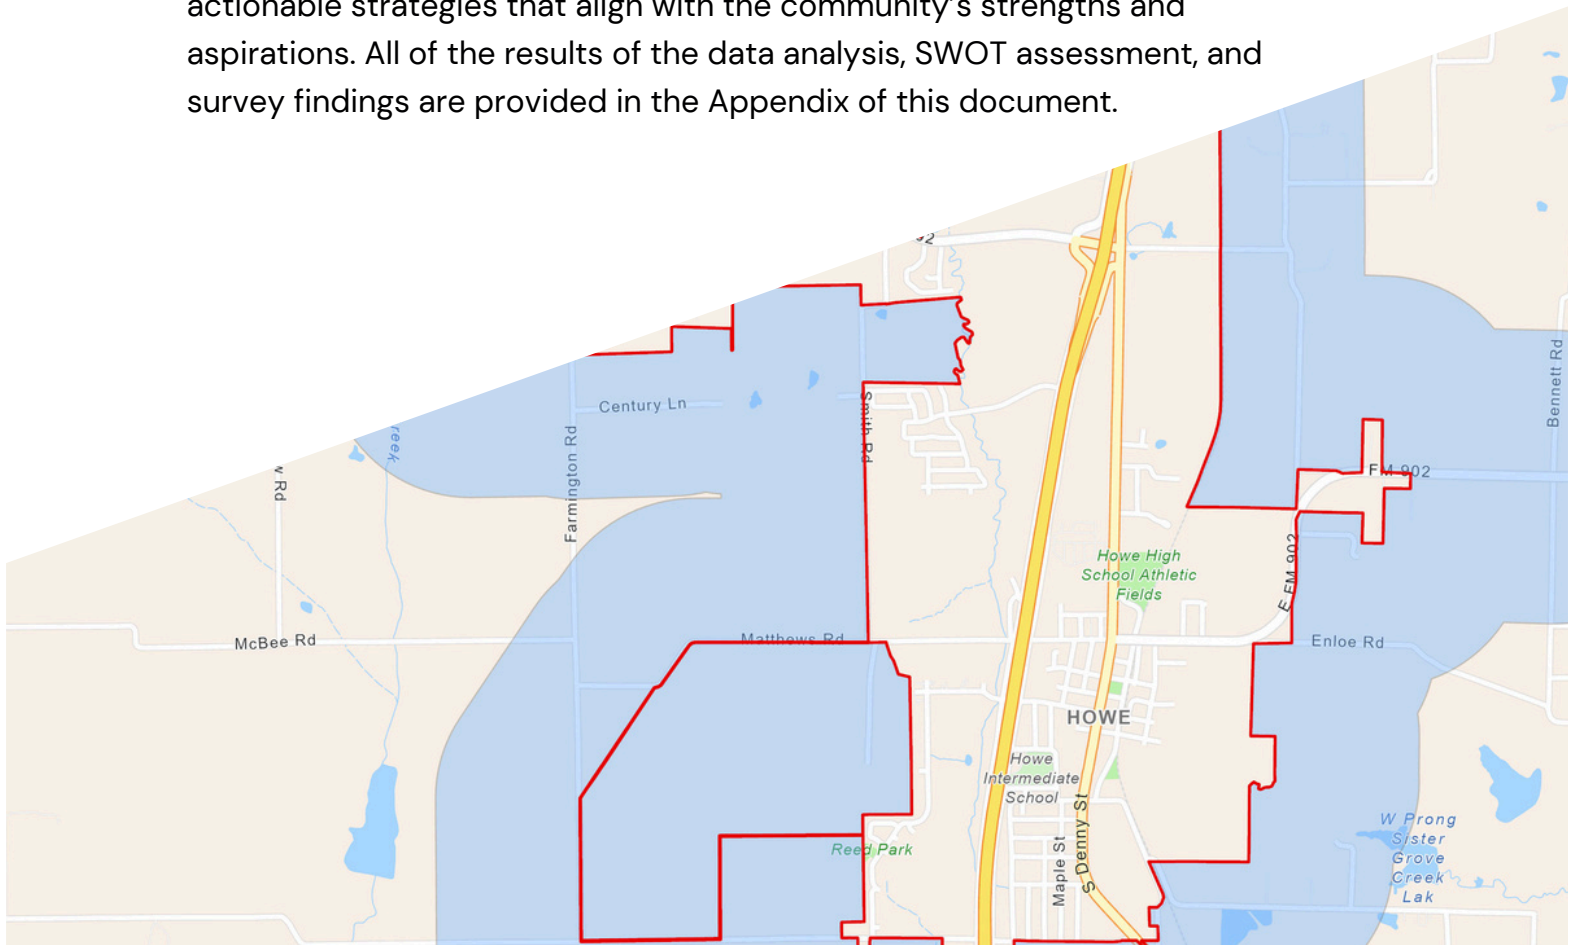 actionable strategies that align with the community's strengths and
aspirations. All of the results of the data analysis, SWOT assessment, and
survey findings are provided in the Appendix of this document.
Century Ln
Smith Rd
Farmington Rd
Bennett Rd
FM 902
E FM 902
Howe High
School Athletic
Fields
McBee Rd
Matthews Rd
Enloe Rd
HOWE
Howe
Intermediate
School
Maple St
S Denny St
Reed Park
W Prong
Sister
Grove
Creek
Lak